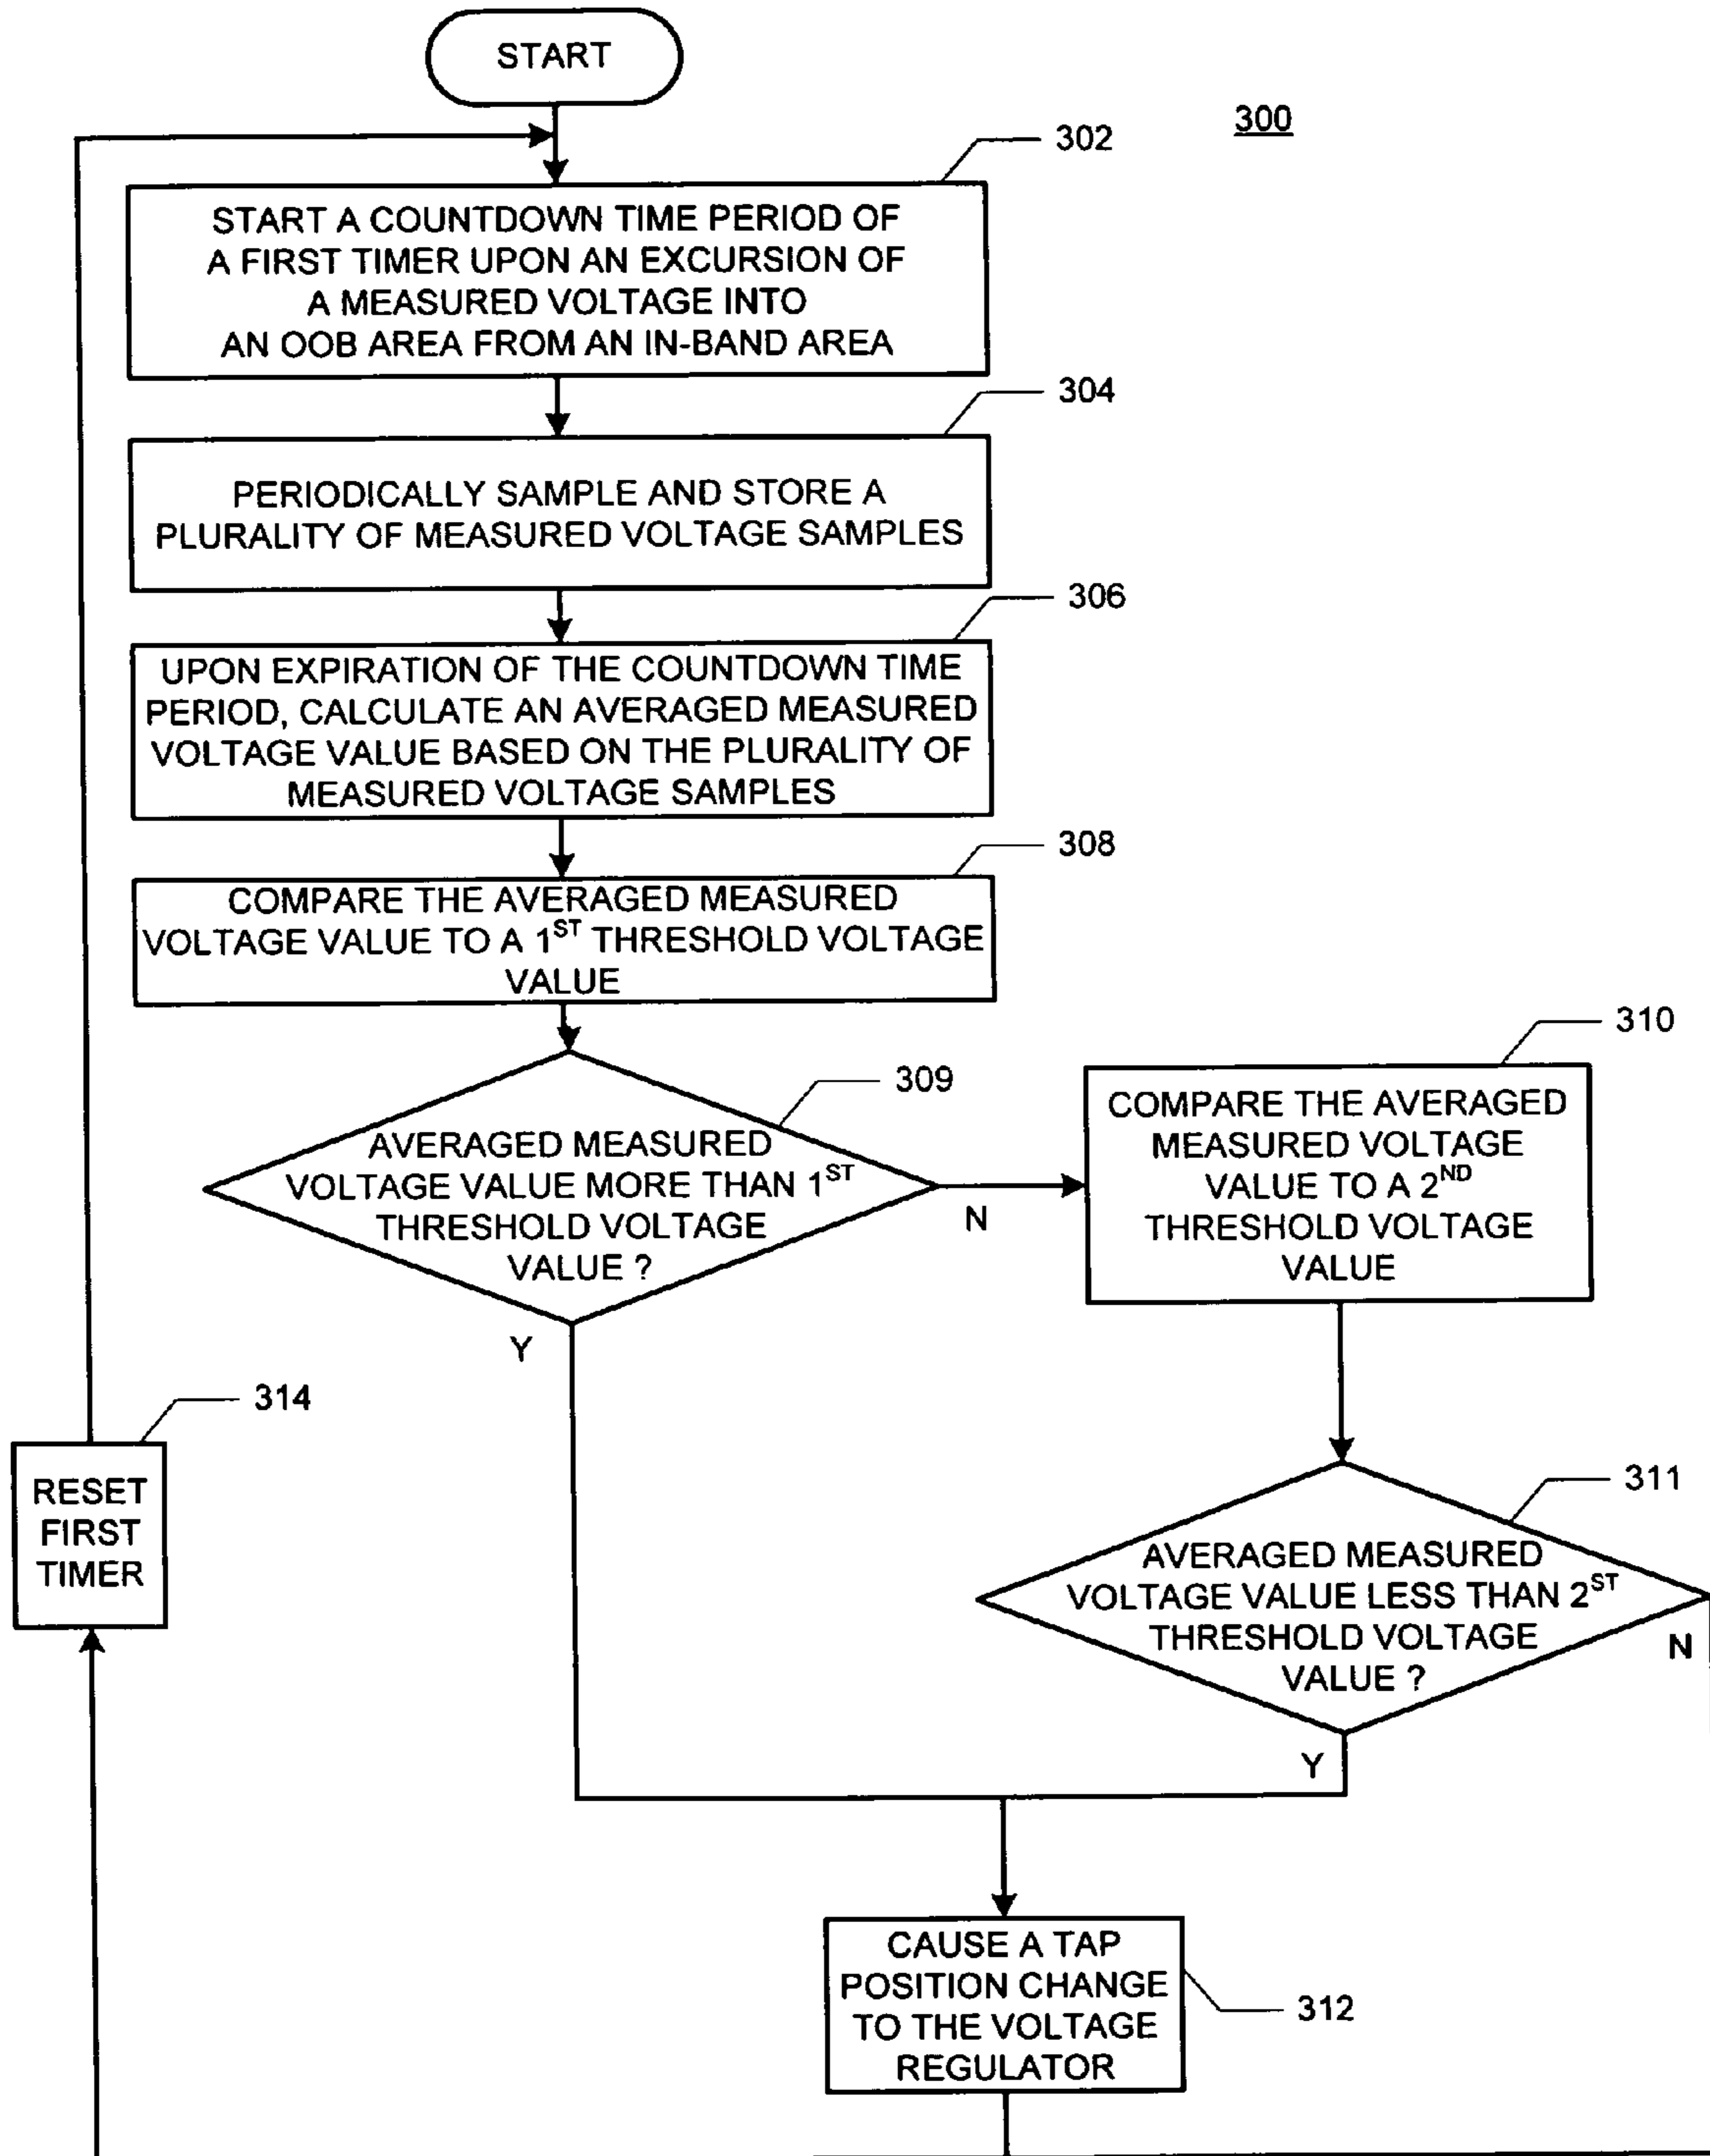 START
300
302
START A COUNTDOWN TIME PERIOD OF
A FIRST TIMER UPON AN EXCURSION OF
A MEASURED VOLTAGE INTO
AN OOB AREA FROM AN IN-BAND AREA
304
PERIODICALLY SAMPLE AND STORE A
PLURALITY OF MEASURED VOLTAGE SAMPLES
306
UPON EXPIRATION OF THE COUNTDOWN TIME
PERIOD, CALCULATE AN AVERAGED MEASURED
VOLTAGE VALUE BASED ON THE PLURALITY OF
MEASURED VOLTAGE SAMPLES
308
COMPARE THE AVERAGED MEASURED
VOLTAGE VALUE TO A 1ST THRESHOLD VOLTAGE
VALUE
309
AVERAGED MEASURED
VOLTAGE VALUE MORE THAN 1ST
THRESHOLD VOLTAGE
VALUE ?
N
Y
310
COMPARE THE AVERAGED
MEASURED VOLTAGE
VALUE TO A 2ND
THRESHOLD VOLTAGE
VALUE
311
AVERAGED MEASURED
VOLTAGE VALUE LESS THAN 2ST
THRESHOLD VOLTAGE
VALUE ?
N
Y
314
RESET
FIRST
TIMER
CAUSE A TAP
POSITION CHANGE
TO THE VOLTAGE
REGULATOR
312